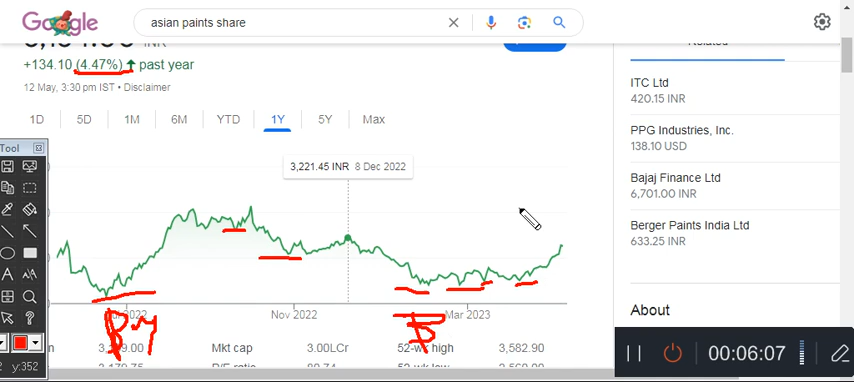 Google
asian paints share
INR
+134.10 (4.47%) past year
12 May, 3:30 pm IST • Disclaimer
1D 5D 1M 6M YTD 1Y 5Y Max
3,221.45 INR 8 Dec 2022
2022 Nov 2022 Mar 2023
Mkt cap 3.00LCr 52-wk high 3,582.90
ITC Ltd
420.15 INR
PPG Industries, Inc.
138.10 USD
Bajaj Finance Ltd
6,701.00 INR
Berger Paints India Ltd
633.25 INR
About
Tool
y:352
00:06:07